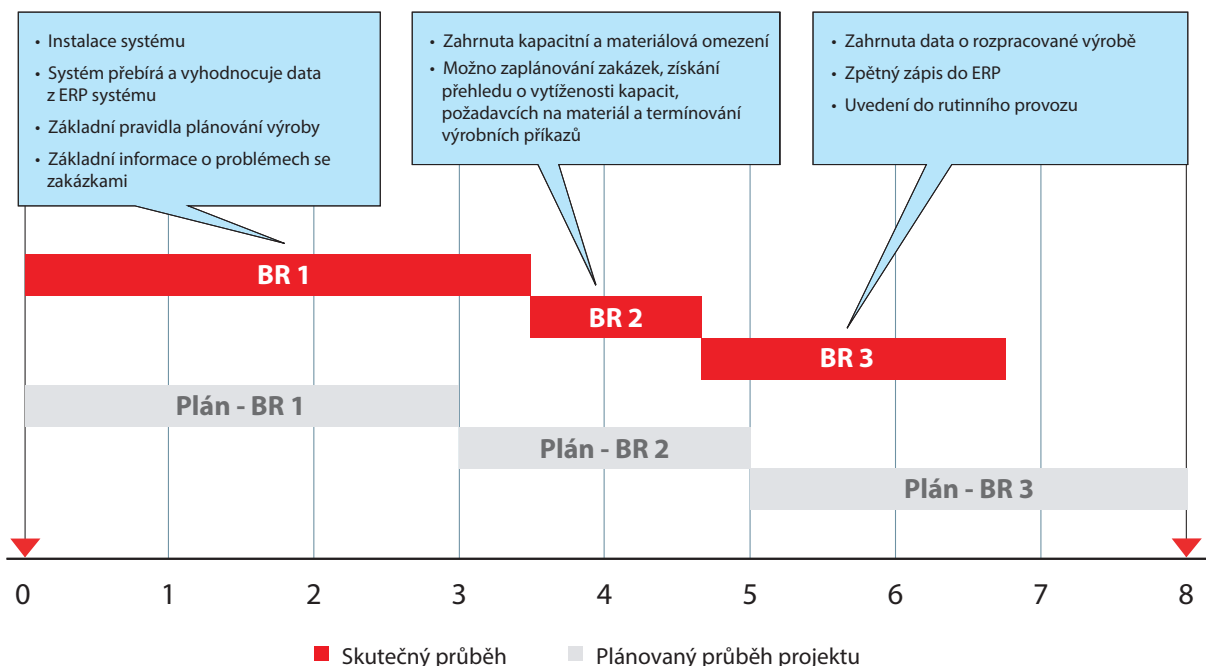 • Instalace systému
• Systém přebírá a vyhodnocuje data
z ERP systému
• Základní pravidla plánování výroby
• Základní informace o problémech se
zakázkami
• Zahrnuta kapacitní a materiálová omezení
• Možno zaplánování zakázek, získání
přehledu o vytíženosti kapacit,
požadavcích na materiál a termínování
výrobních příkazů
• Zahrnuta data o rozpracované výrobě
• Zpětný zápis do ERP
• Uvedení do rutinního provozu
BR 1
BR 2
BR 3
Plán - BR 1
Plán - BR 2
Plán - BR 3
0 1 2 3 4 5 6 7 8
Skutečný průběh Plánovaný průběh projektu